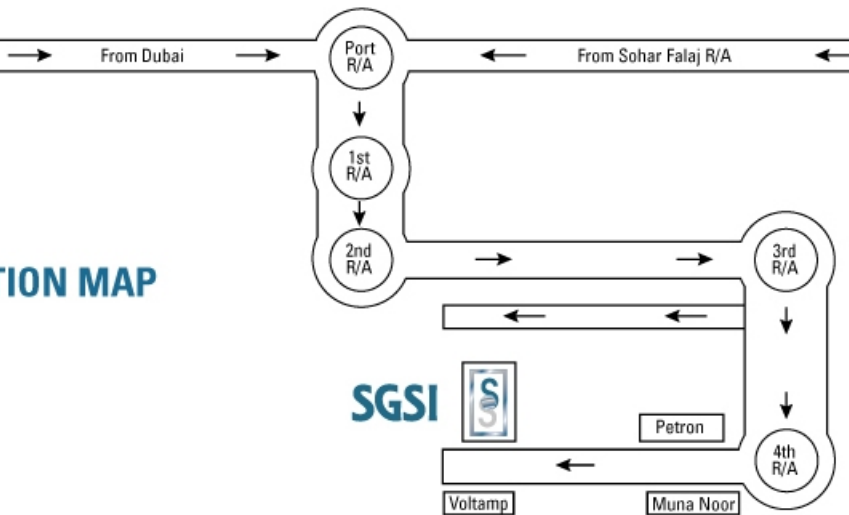 From Dubai
Port
R/A
From Sohar Falaj R/A
1st
R/A
2nd
R/A
3rd
R/A
TION MAP
SGSI
S
S
Petron
4th
R/A
Voltamp
Muna Noor